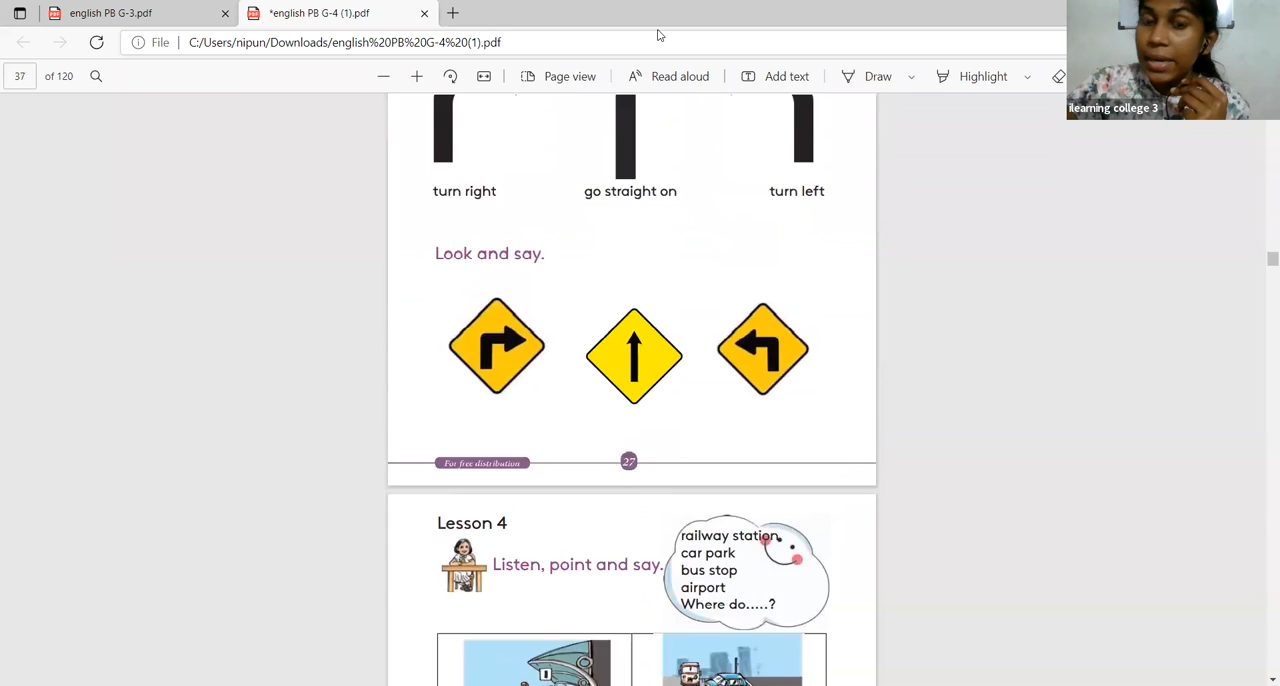 english PB G-3.pdf
*english PB G-4 (1).pdf
File
C:/Users/nipun/Downloads/english%20PB%20G-4%20(1).pdf
37 of 120
Page view
Read aloud
Add text
Draw
Highlight
ilearning college 3
turn right
go straight on
turn left
Look and say.
For free distribution
27
Lesson 4
Listen, point and say.
railway station
car park
bus stop
airport
Where do.....?